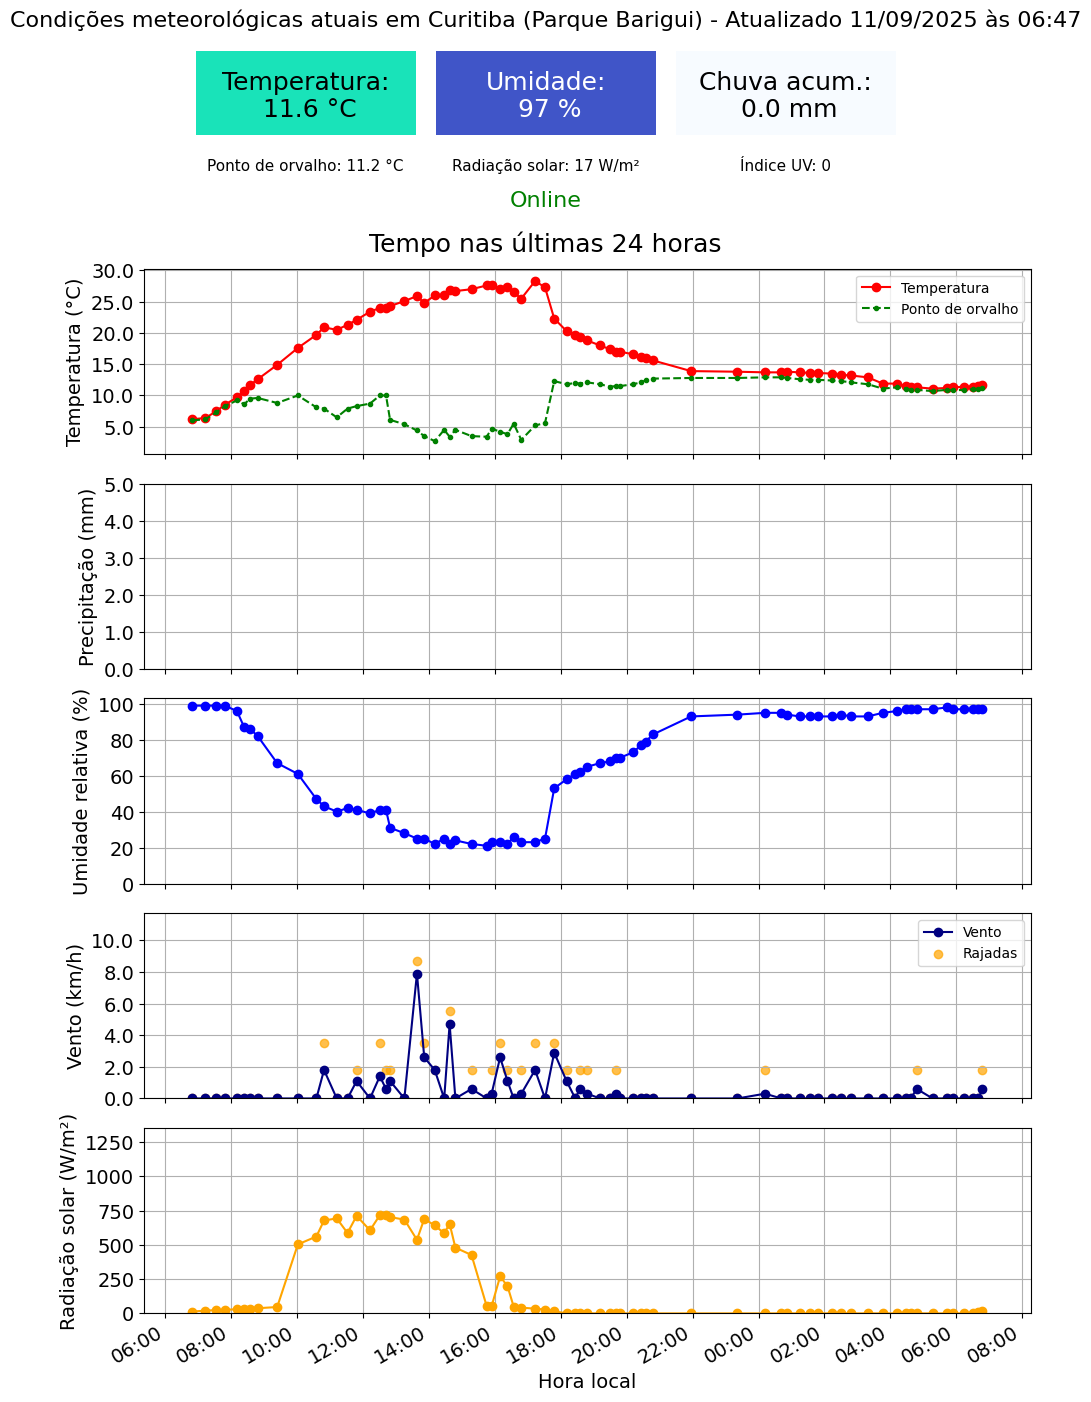 Condições meteorológicas atuais em Curitiba (Parque Barigui) - Atualizado 11/09/2025 às 06:47
Temperatura:
11.6 °C
Umidade:
97 %
Chuva acum.:
0.0 mm
Ponto de orvalho: 11.2 °C
Radiação solar: 17 W/m²
Índice UV: 0
Online
Tempo nas últimas 24 horas
Temperatura (°C)
30.0
25.0
20.0
15.0
10.0
5.0
Temperatura
Ponto de orvalho
Precipitação (mm)
5.0
4.0
3.0
2.0
1.0
0.0
Umidade relativa (%)
100
80
60
40
20
0
Vento (km/h)
10.0
8.0
6.0
4.0
2.0
0.0
Vento
Rajadas
Radiação solar (W/m²)
1250
1000
750
500
250
0
06:00
08:00
10:00
12:00
14:00
16:00
18:00
20:00
22:00
00:00
02:00
04:00
06:00
08:00
Hora local